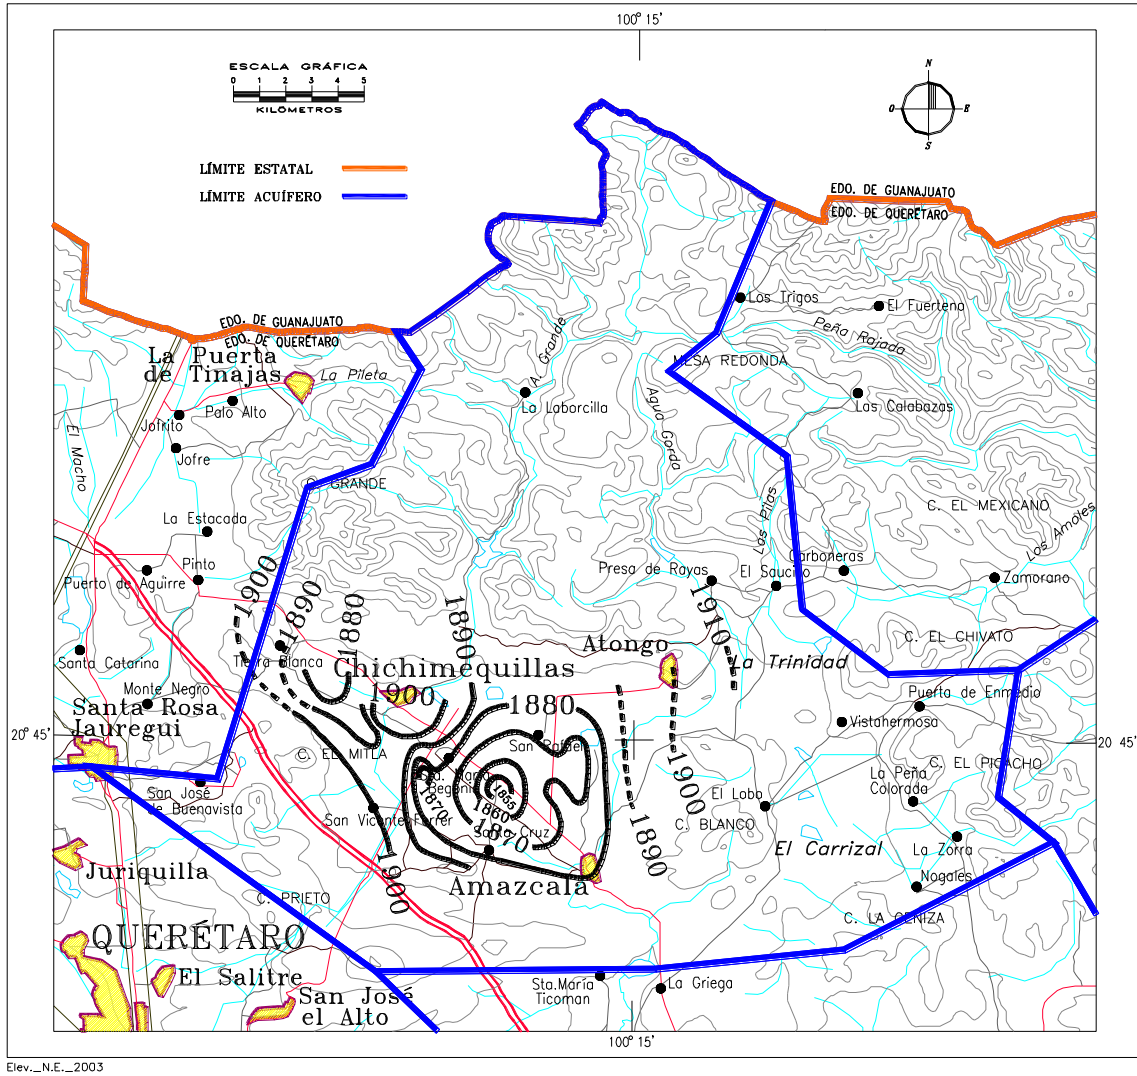 100° 15'
ESCALA GRÁFICA
0 1 2 3 4 5
KILÓMETROS
N
O E
S
LÍMITE ESTATAL
LÍMITE ACUÍFERO
EDO. DE GUANAJUATO
EDO. DE QUERÉTARO
Los Trigos
El Fuerteno
EDO. DE GUANAJUATO
EDO. DE QUERÉTARO
Peña Rajada
La Puerta
de Tinajas
La Pileta
A. Grande
MESA REDONDA
Palo Alto
La Laborcilla
Las Calabazas
Jofrito
Agua Gorda
El Macho
Jofre
C. GRANDE
Las Pilas
C. EL MEXICANO
La Estacada
Los Amoles
Pinto
Puerto de Aguirre
Presa de Rayas
El Saucito
Carboneras
Zamorano
1900
1890
1880
1890
1910
C. EL CHIVATO
Santa Catarina
Tierra Blanca
Chichimequillas
Atongo
La Trinidad
Monte Negro
1900
1880
Puerta de Enmedio
Santa Rosa
Jauregui
Vistahermosa
20° 45'
C. EL MITLA
San Rafael
20 45'
San José
de Buenavista
Sta. María
Begonia
1870
1855
1860
1870
1900
El Lobo
La Peña
Colorada
C. EL PICACHO
San Vicente Ferrer
Santa Cruz
1890
C. BLANCO
El Carrizal
La Zorra
Juriquilla
1900
Amazcala
Nogales
C. PRIETO
C. LA CENIZA
QUERÉTARO
El Salitre
Sta.María
Ticoman
La Griega
San José
el Alto
100° 15'
Elev._N.E._2003